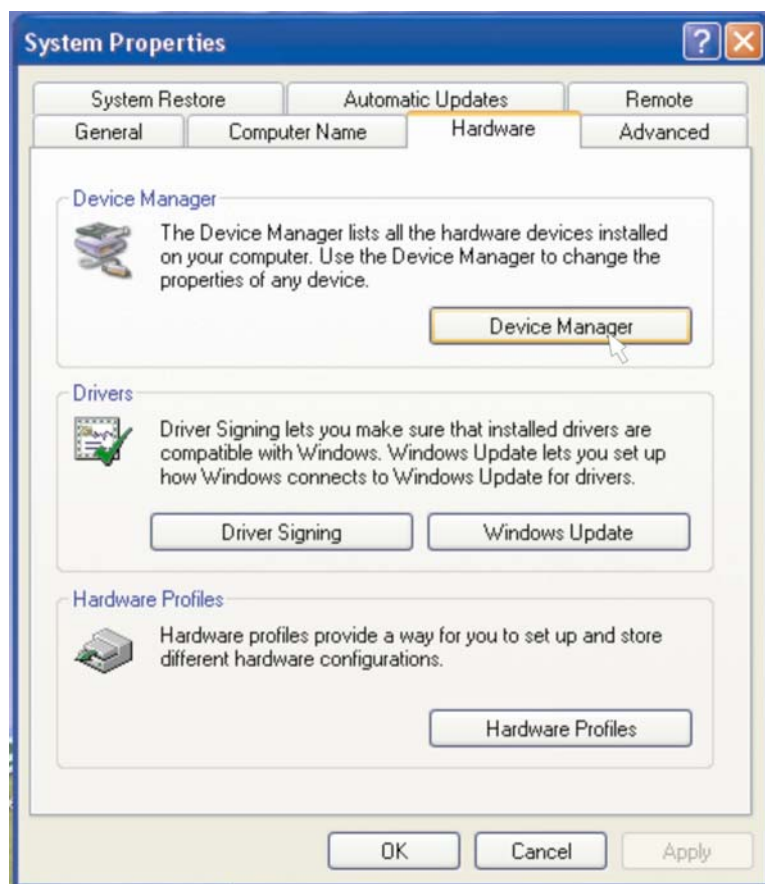 System Properties
System Restore Automatic Updates Remote
General Computer Name Hardware Advanced
Device Manager
The Device Manager lists all the hardware devices installed
on your computer. Use the Device Manager to change the
properties of any device.
Device Manager
Drivers
Driver Signing lets you make sure that installed drivers are
compatible with Windows. Windows Update lets you set up
how Windows connects to Windows Update for drivers.
Driver Signing Windows Update
Hardware Profiles
Hardware profiles provide a way for you to set up and store
different hardware configurations.
Hardware Profiles
OK Cancel Apply